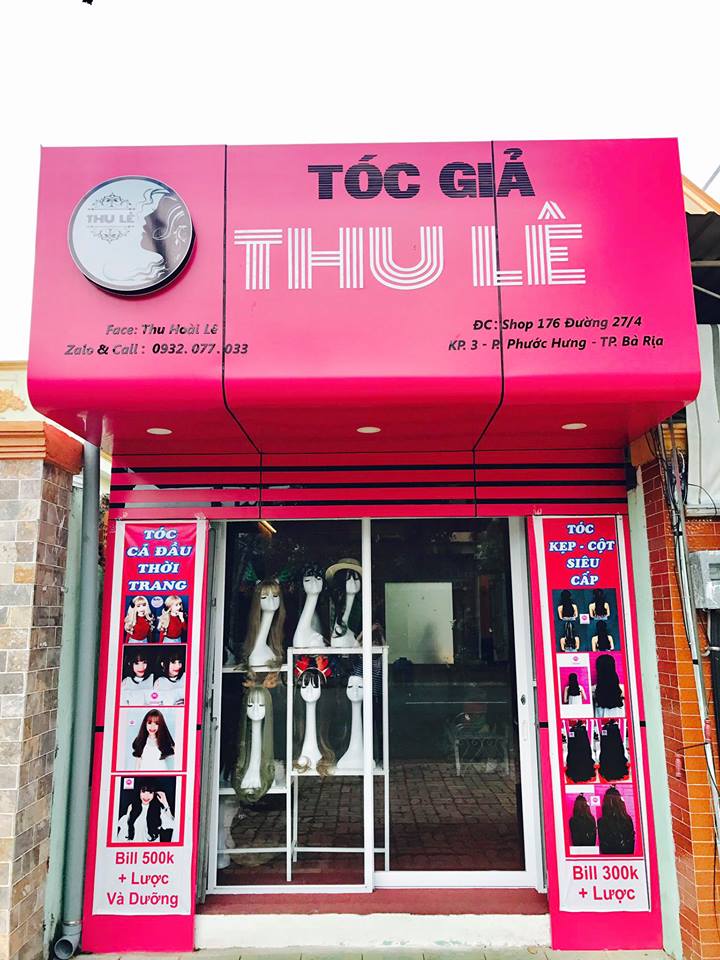 TÓC GIẢ
THU LÊ
THU LÊ
Face: Thu Hoài Lê
Zalo & Call : 0932.077.033
ĐC: Shop 176 Đường 27/4
KP. 3 - P. Phước Hưng - TP. Bà Rịa
TÓC
CẢ ĐẦU
THỜI
TRANG
Bill 500k
+ Lược
Và Dưỡng
TÓC
KẸP - CỘT
SIÊU
CẤP
Bill 300k
+ Lược